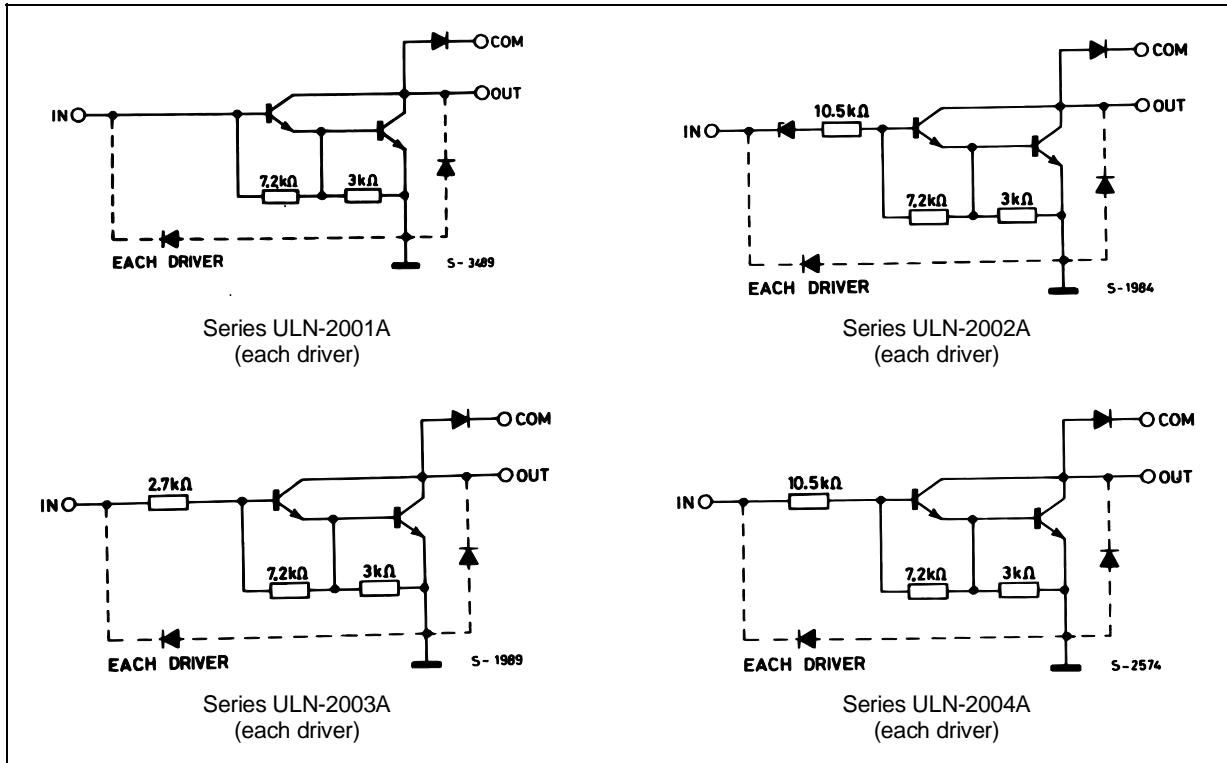 COM
OUT
IN
7.2kΩ
3kΩ
EACH DRIVER
S-3489
Series ULN-2001A
(each driver)
COM
OUT
IN
10.5kΩ
7.2kΩ
3kΩ
EACH DRIVER
S-1984
Series ULN-2002A
(each driver)
COM
OUT
IN
2.7kΩ
7.2kΩ
3kΩ
EACH DRIVER
S-1989
Series ULN-2003A
(each driver)
COM
OUT
IN
10.5kΩ
7.2kΩ
3kΩ
EACH DRIVER
S-2574
Series ULN-2004A
(each driver)